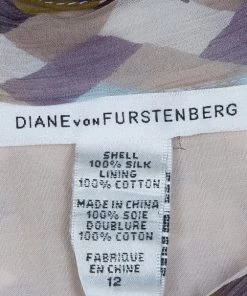 DIANE VON FURSTENBERG
SHELL
100% SILK
LINING
100% COTTON
MADE IN CHINA
100% SOIE
DOUBLURE
100% COTON
FABRIQUE
EN CHINE
12